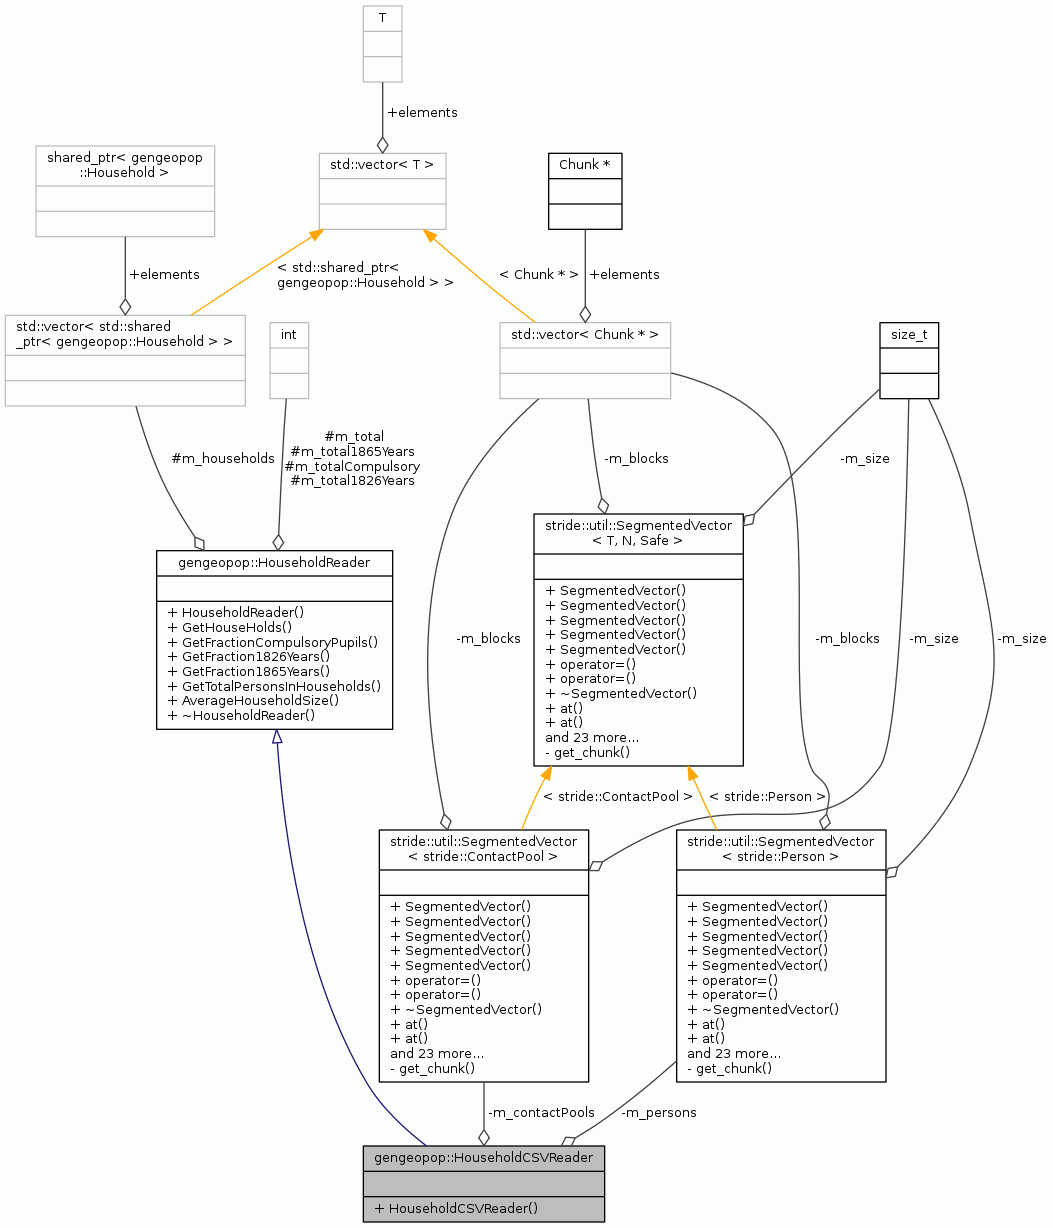 T
+elements
shared_ptr< gengeopop
::Household >
std::vector< T >
Chunk *
+elements
< std::shared_ptr<
gengeopop::Household > >
< Chunk * >
+elements
std::vector< std::shared
_ptr< gengeopop::Household > >
int
std::vector< Chunk * >
size_t
#m_households
#m_total
#m_total1865Years
#m_totalCompulsory
#m_total1826Years
-m_blocks
-m_size
gengeopop::HouseholdReader
+ HouseholdReader()
+ GetHouseHolds()
+ GetFractionCompulsoryPupils()
+ GetFraction1826Years()
+ GetFraction1865Years()
+ GetTotalPersonsInHouseholds()
+ AverageHouseholdSize()
+ ~HouseholdReader()
stride::util::SegmentedVector
< T, N, Safe >
+ SegmentedVector()
+ SegmentedVector()
+ SegmentedVector()
+ SegmentedVector()
+ SegmentedVector()
+ operator=()
+ operator=()
+ ~SegmentedVector()
+ at()
+ at()
and 23 more...
- get_chunk()
-m_blocks
-m_blocks
-m_size
-m_size
< stride::ContactPool >
< stride::Person >
stride::util::SegmentedVector
< stride::ContactPool >
+ SegmentedVector()
+ SegmentedVector()
+ SegmentedVector()
+ SegmentedVector()
+ SegmentedVector()
+ operator=()
+ operator=()
+ ~SegmentedVector()
+ at()
+ at()
and 23 more...
- get_chunk()
stride::util::SegmentedVector
< stride::Person >
+ SegmentedVector()
+ SegmentedVector()
+ SegmentedVector()
+ SegmentedVector()
+ SegmentedVector()
+ operator=()
+ operator=()
+ ~SegmentedVector()
+ at()
+ at()
and 23 more...
- get_chunk()
-m_contactPools
-m_persons
gengeopop::HouseholdCSVReader
+ HouseholdCSVReader()